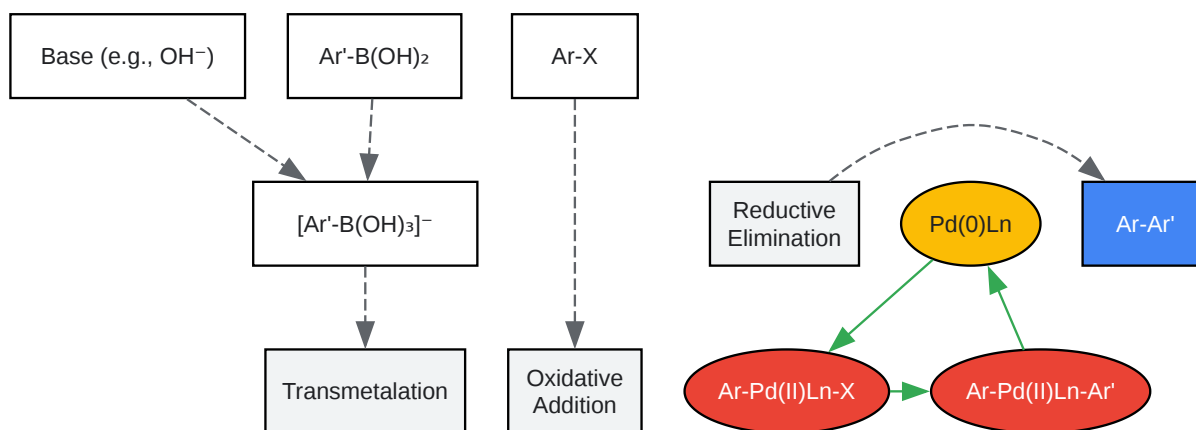 Base (e.g., OH⁻)
Ar'-B(OH)₂
Ar-X
[Ar'-B(OH)₃]⁻
Reductive
Elimination
Pd(0)Ln
Ar-Ar'
Transmetalation
Oxidative
Addition
Ar-Pd(II)Ln-X
Ar-Pd(II)Ln-Ar'